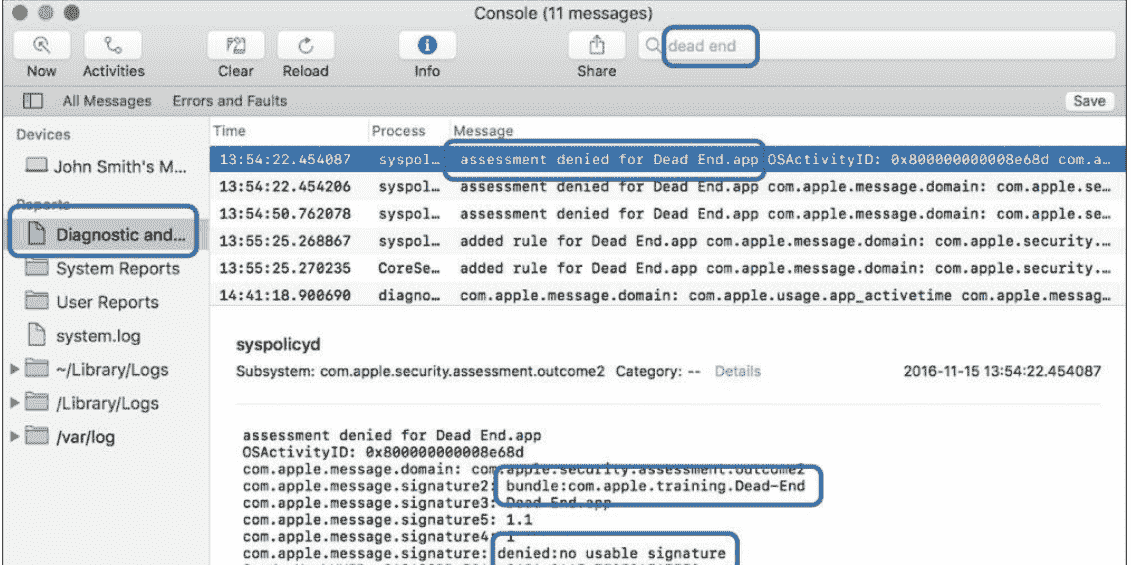 Console (11 messages)
Now Activities Clear Reload Info Share dead end
All Messages Errors and Faults Save
Devices
John Smith's M...
Reports
Diagnostic and...
System Reports
User Reports
system.log
~/Library/Logs
/Library/Logs
/var/log
Time Process Message
13:54:22.454087 syspol... assessment denied for Dead End.app OSActivityID: 0x800000000008e68d com.a...
13:54:22.454206 syspol... assessment denied for Dead End.app com.apple.message.domain: com.apple.se...
13:54:50.762078 syspol... assessment denied for Dead End.app com.apple.message.domain: com.apple.se...
13:55:25.268867 syspol... added rule for Dead End.app com.apple.message.domain: com.apple.security....
13:55:25.270235 CoreSe... added rule for Dead End.app com.apple.message.domain: com.apple.security....
14:41:18.900690 diagno... com.apple.message.domain: com.apple.usage.app_activetime com.apple.messag...
syspolicyd
Subsystem: com.apple.security.assessment.outcome2 Category: -- Details 2016-11-15 13:54:22.454087
assessment denied for Dead End.app
OSActivityID: 0x800000000008e68d
com.apple.message.domain: com.apple.security.assessment.outcome2
com.apple.message.signature2: bundle:com.apple.training.Dead-End
com.apple.message.signature3: Dead End.app
com.apple.message.signature5: 1.1
com.apple.message.signature4: 1
com.apple.message.signature: denied:no usable signature